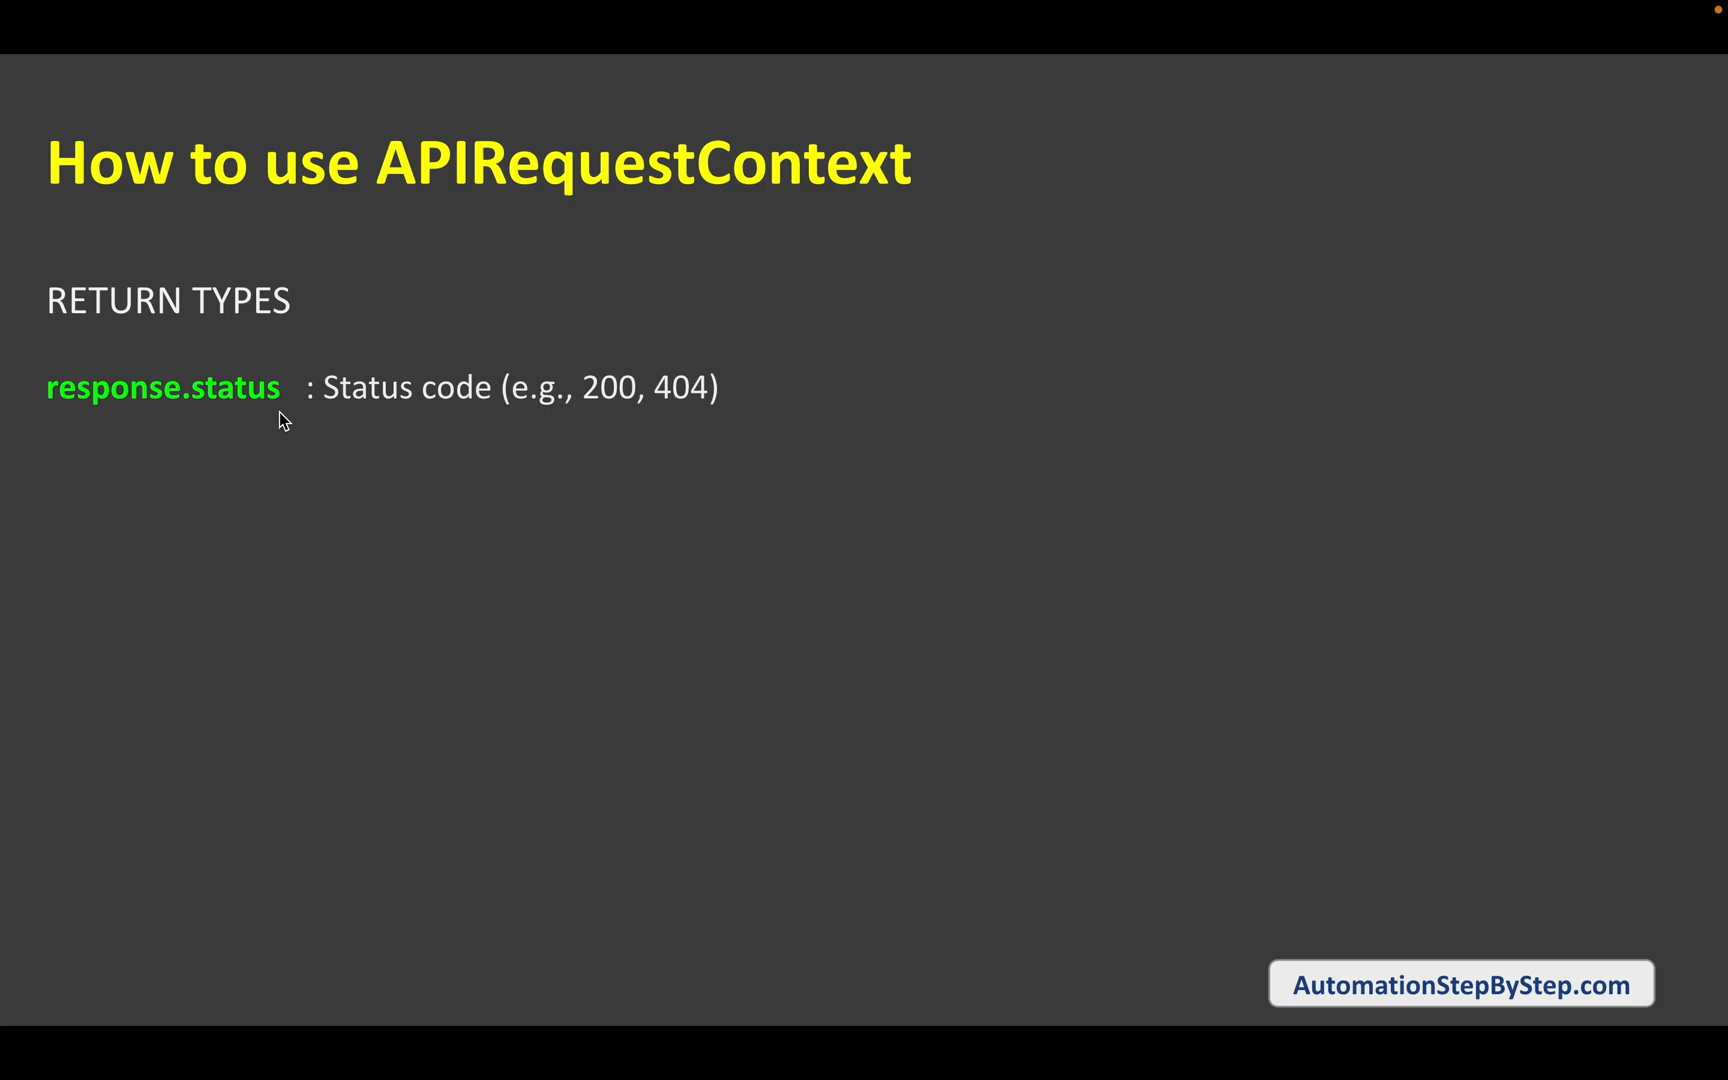 How to use APIRequestContext
RETURN TYPES
response.status : Status code (e.g., 200, 404)
AutomationStepByStep.com